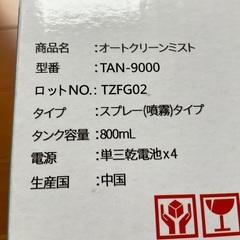 商品名：オートクリーンミスト
型番：TAN-9000
ロットNO.：TZFG02
タイプ：スプレー(噴霧)タイプ
タンク容量：800mL
電源：単三乾電池x4
生産国：中国